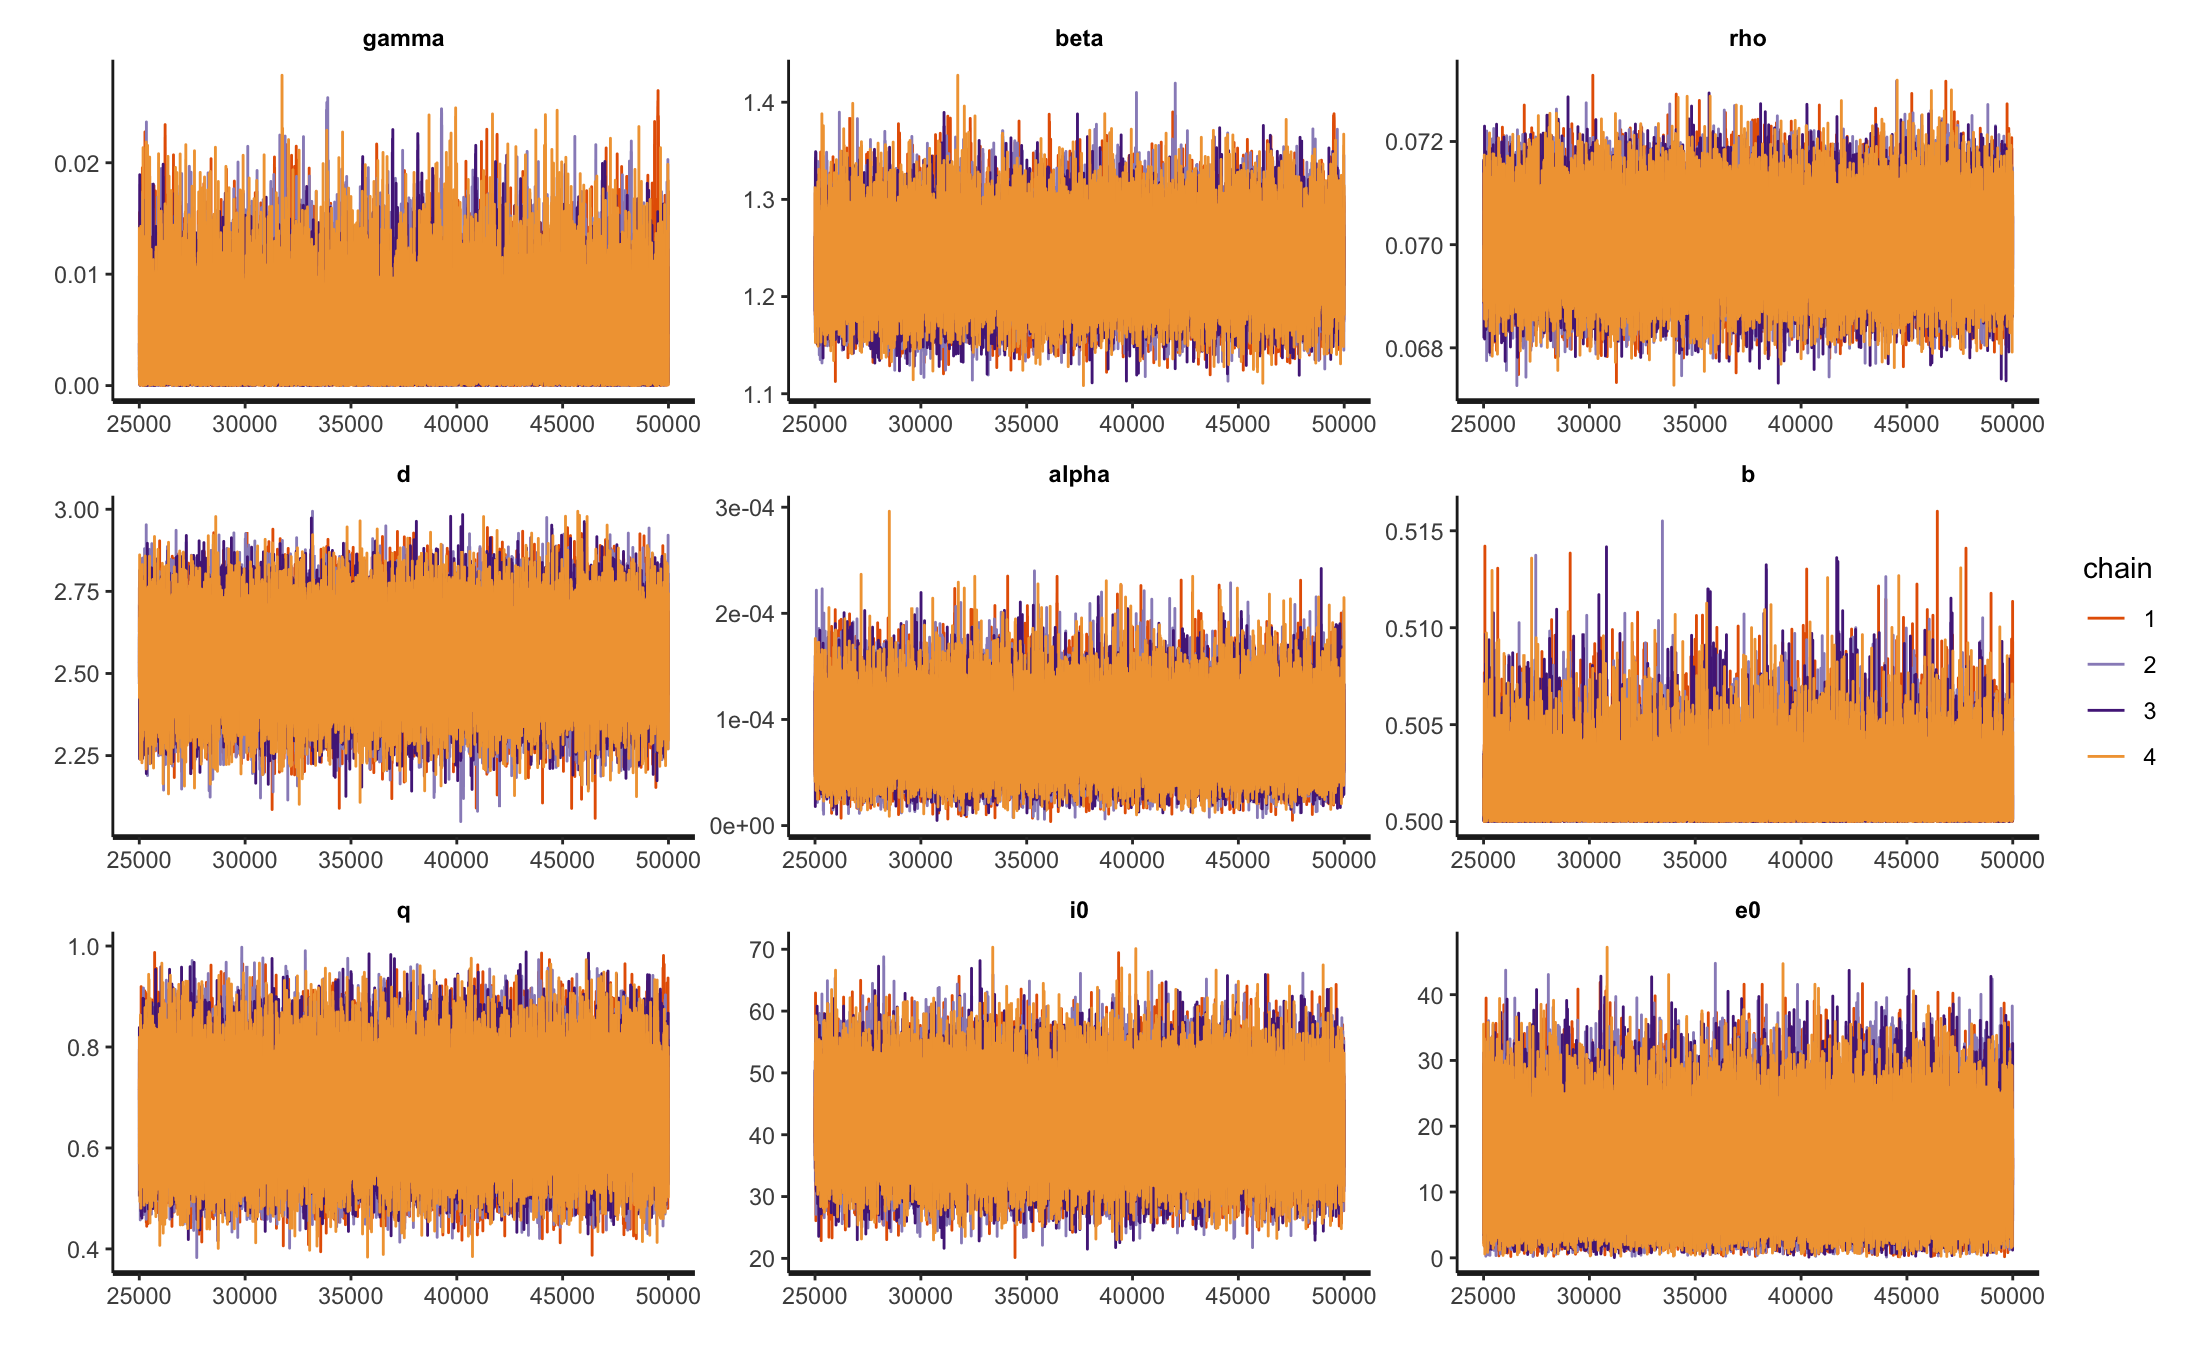 gamma beta rho
0.02 1.4 0.072
0.01 1.3 0.070
0.00 1.2 0.068
1.1
25000 30000 35000 40000 45000 50000 25000 30000 35000 40000 45000 50000 25000 30000 35000 40000 45000 50000
d alpha b
3.00 3e-04 0.515
2.75 2e-04 0.510
2.50 1e-04 0.505
2.25 0e+00 0.500
25000 30000 35000 40000 45000 50000 25000 30000 35000 40000 45000 50000 25000 30000 35000 40000 45000 50000
chain
1
2
3
4
q i0 e0
1.0 70 40
0.8 60 30
0.6 50 20
0.4 40 10
30 0
20
25000 30000 35000 40000 45000 50000 25000 30000 35000 40000 45000 50000 25000 30000 35000 40000 45000 50000